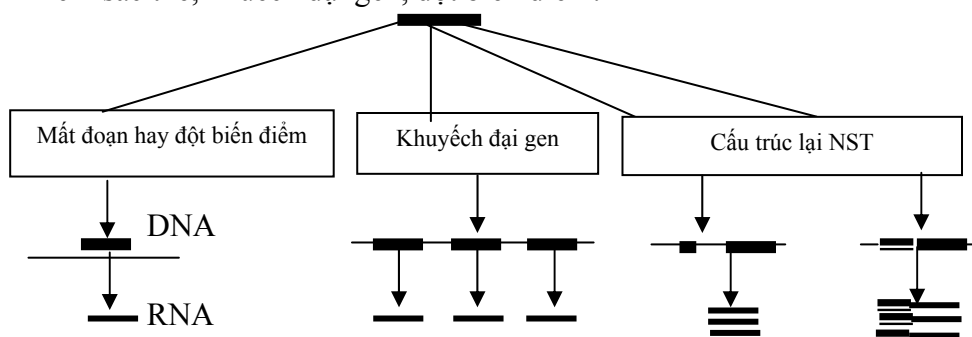 Mất đoạn hay đột biến điểm
Khuyếch đại gen
Cấu trúc lại NST
DNA
RNA